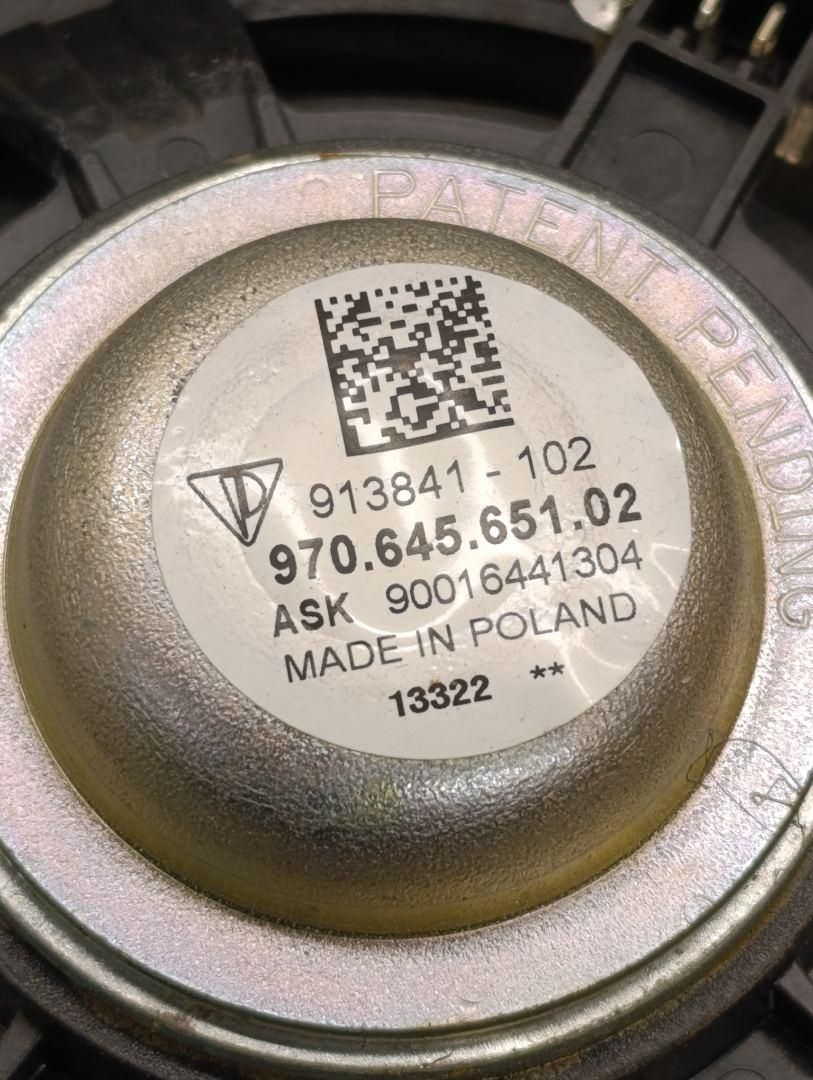 PATENT PENDING
913841 - 102
970.645.651.02
ASK 90016441304
MADE IN POLAND
13322 **